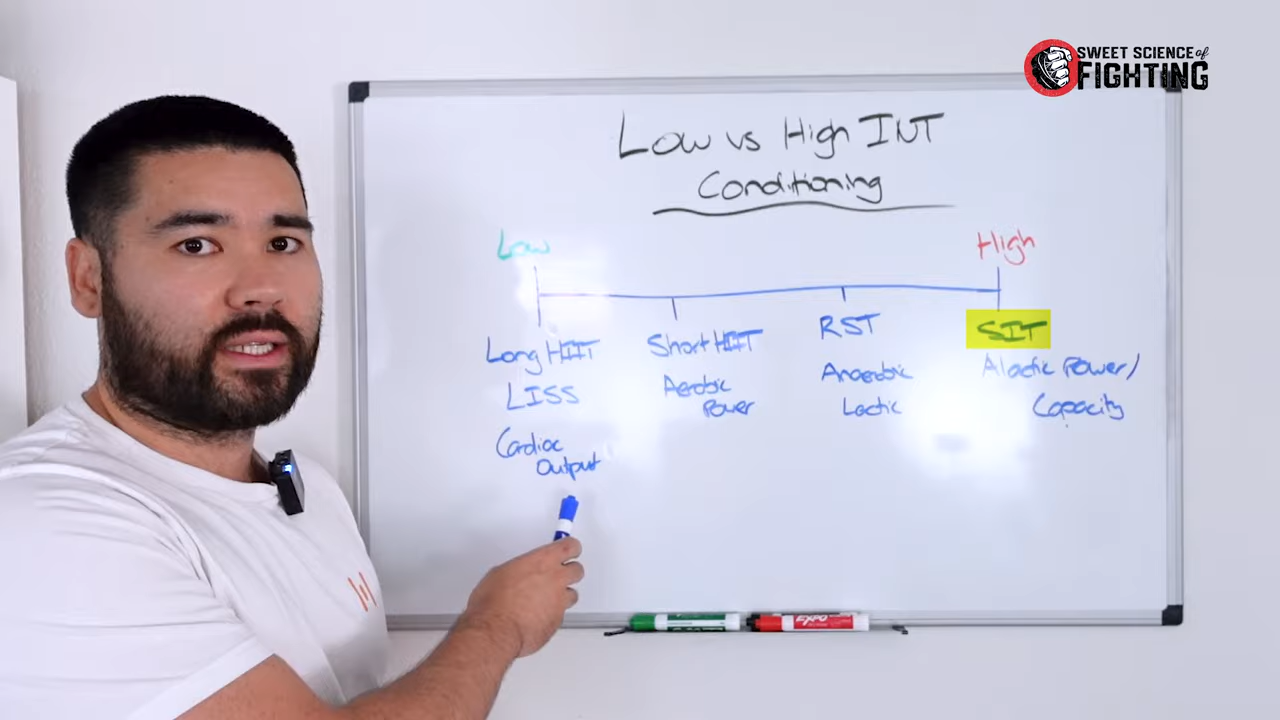 SWEET SCIENCE of
FIGHTING
Low vs High INT
Conditioning
Low
High
Long HIIT
LISS
Cardiac
Output
Short HIIT
Aerobic
Power
RST
Anaerobic
Lactic
SIT
Alactic Power/
Capacity
EXPO